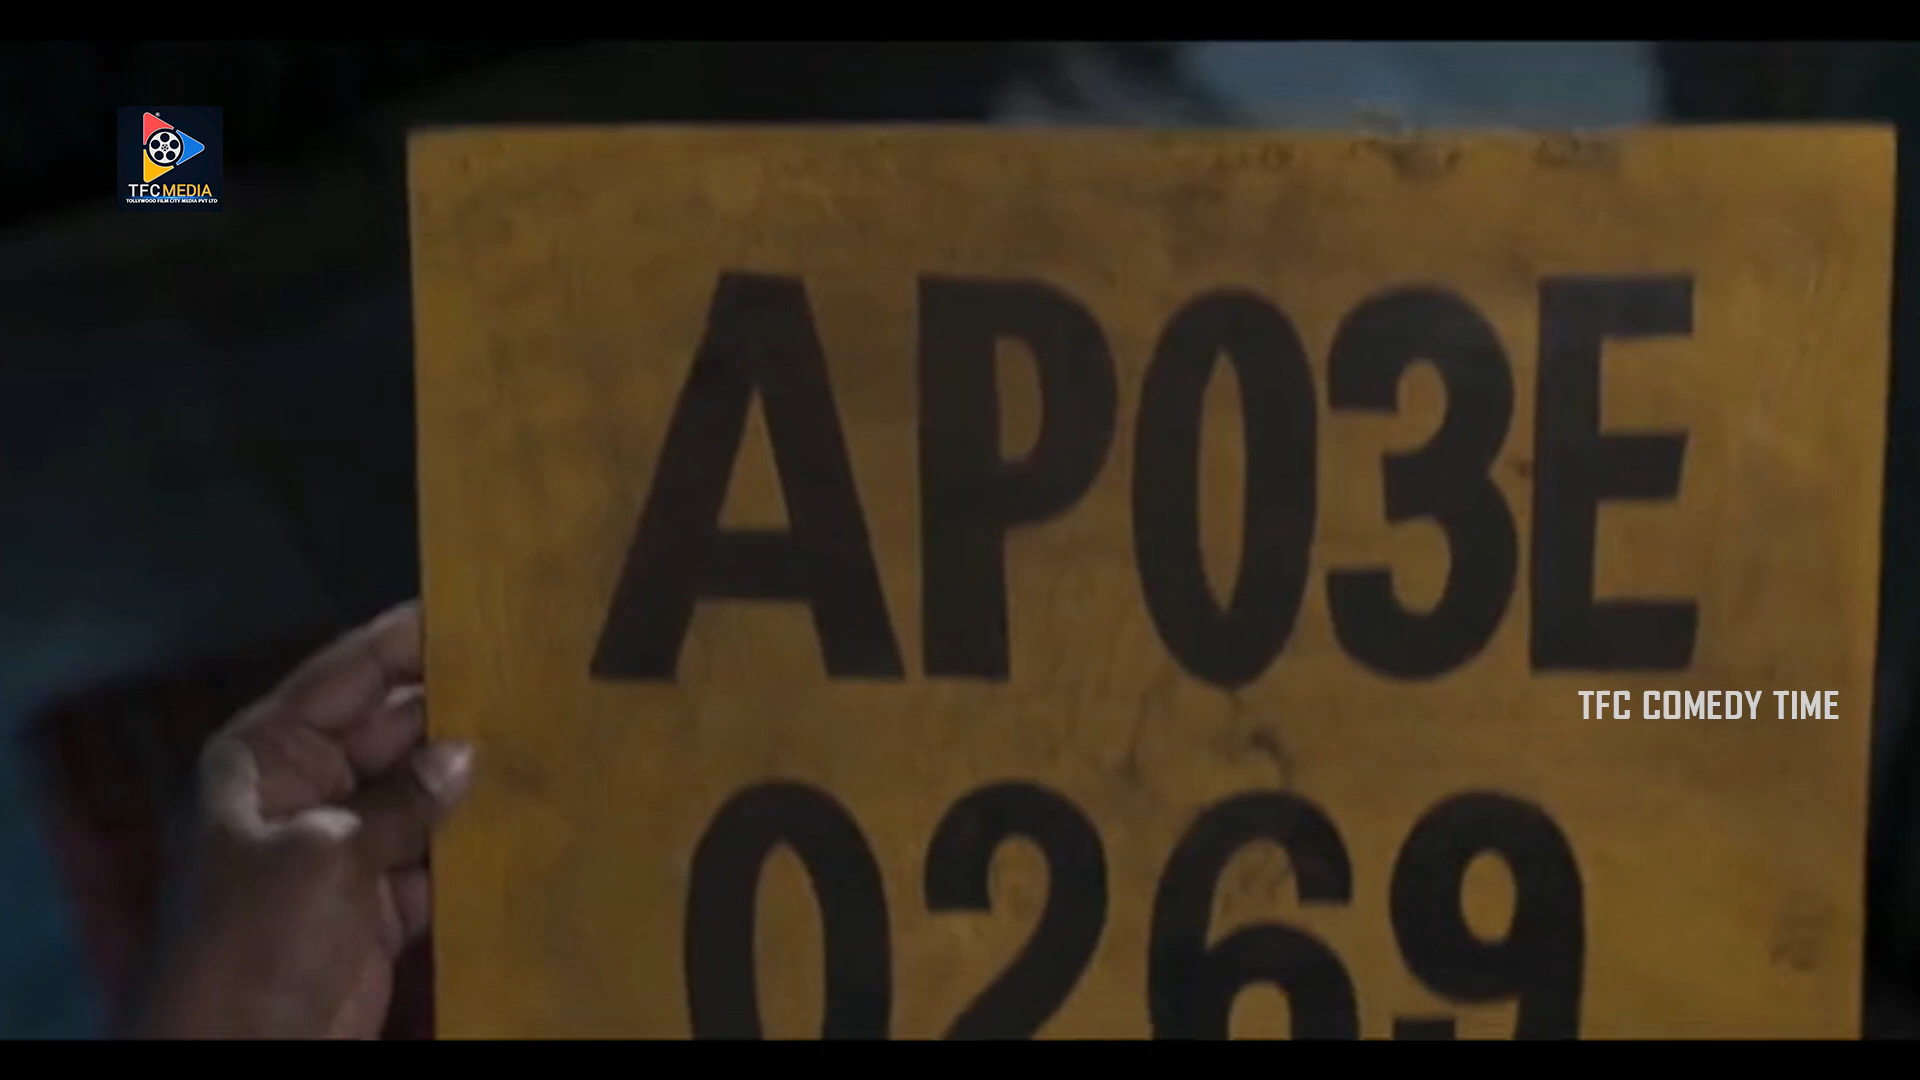 TFC MEDIA
TOLLYWOOD FILM CITY MEDIA PVT LTD
AP03E
TFC COMEDY TIME
0269